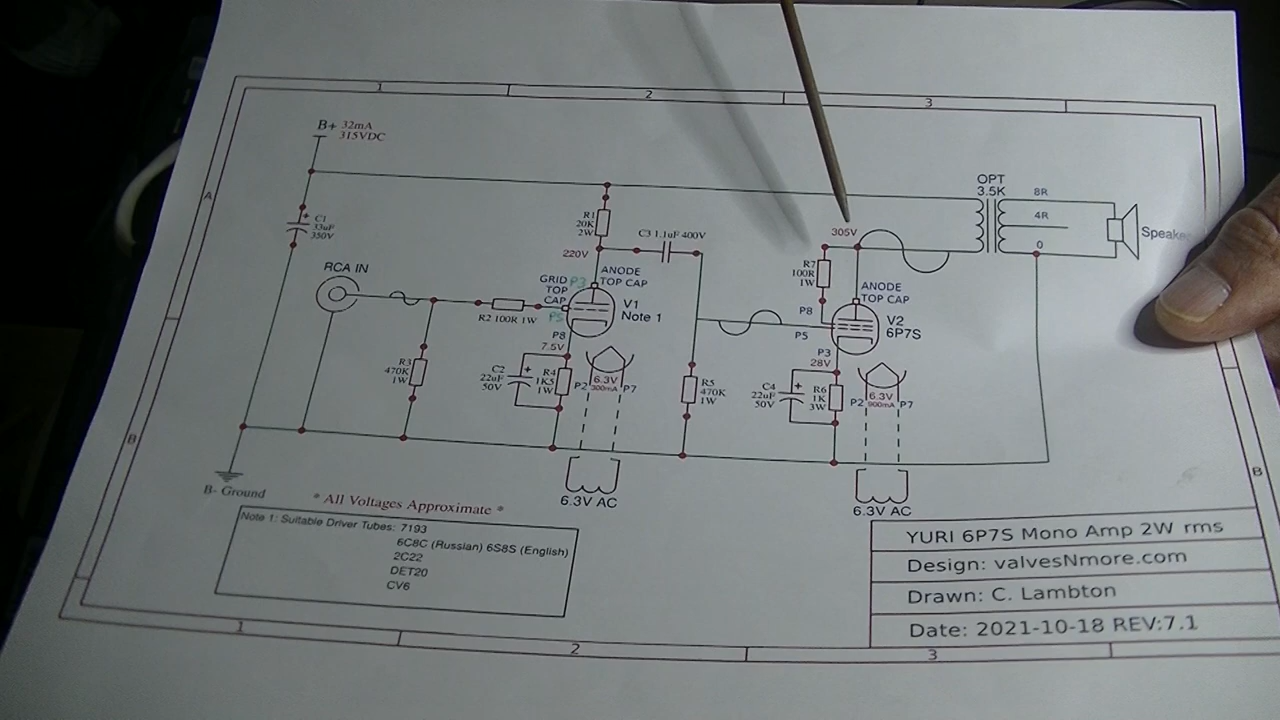 1
2
3
A
B+ 32mA
315VDC
OPT
3.5K
8R
4R
0
Speake
R1
20K
2W
C3 1.1uF 400V
220V
305V
C1
33uF
350V
RCA IN
GRID
TOP
CAP
P3
P5
ANODE
TOP CAP
V1
Note 1
R2 100R 1W
R7
100R
1W
P8
P5
ANODE
TOP CAP
V2
6P7S
P8
7.5V
P3
28V
R3
470K
1W
C2
22uF
50V
R4
1K5
1W
P2
6.3V
300mA
P7
R5
470K
1W
C4
22uF
50V
R6
1K
3W
P2
6.3V
900mA
P7
B
B
B- Ground
* All Voltages Approximate *
6.3V AC
6.3V AC
Note 1: Suitable Driver Tubes: 7193
6C8C (Russian) 6S8S (English)
2C22
DET20
CV6
YURI 6P7S Mono Amp 2W rms
Design: valvesNmore.com
Drawn: C. Lambton
Date: 2021-10-18 REV:7.1
1
2
3